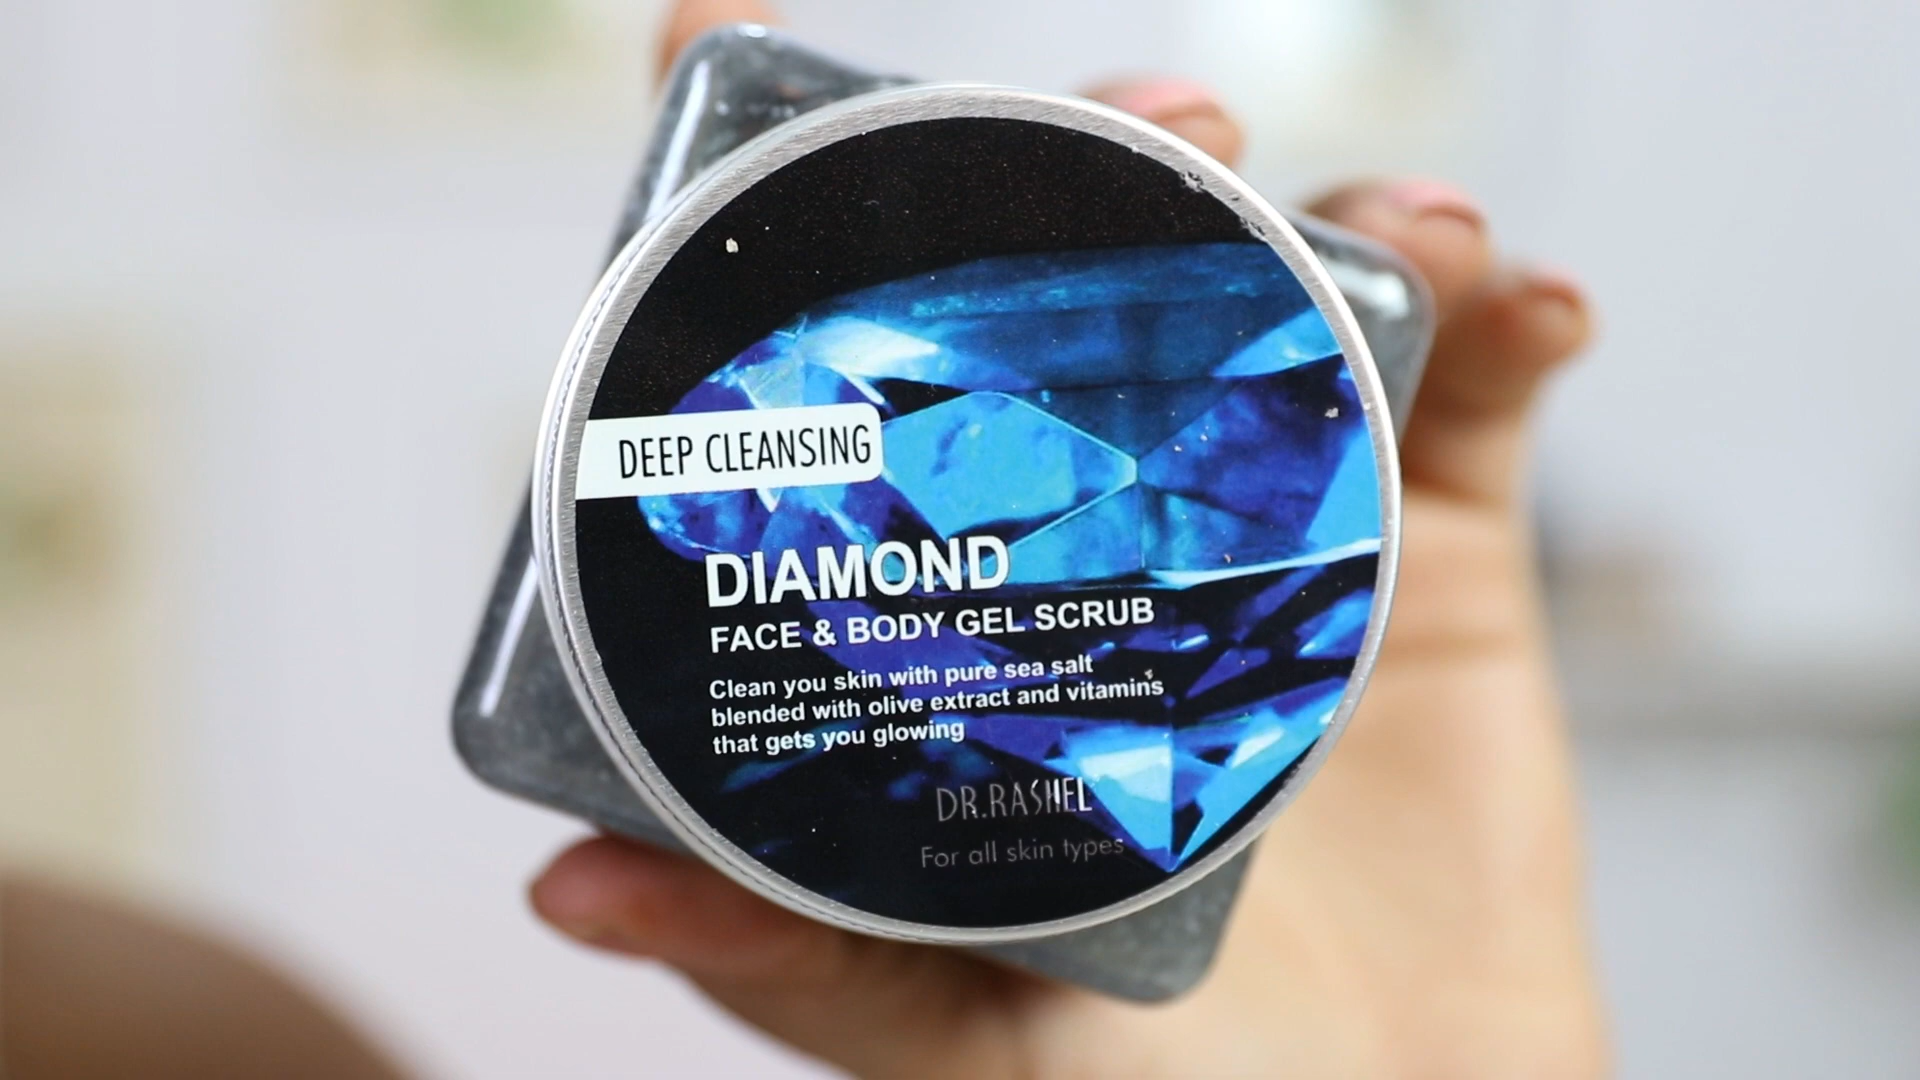 DEEP CLEANSING
DIAMOND
FACE & BODY GEL SCRUB
Clean you skin with pure sea salt
blended with olive extract and vitamins
that gets you glowing
DR.RASHEL
For all skin types